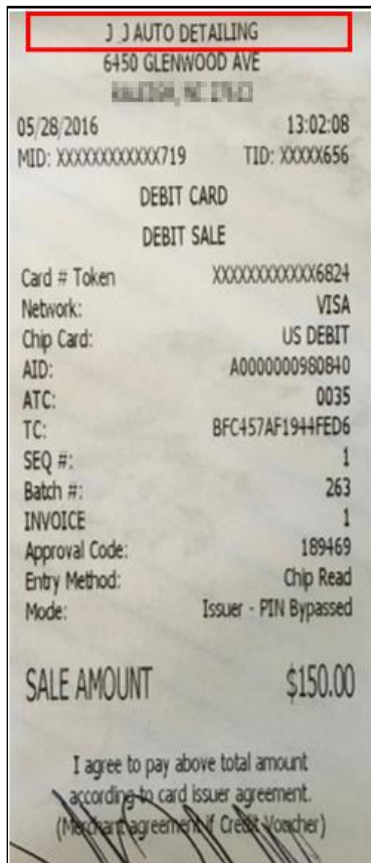 J J AUTO DETAILING
6450 GLENWOOD AVE
05/28/2016 13:02:08
MID: XXXXXXXXXXXX719 TID: XXXXX656
DEBIT CARD
DEBIT SALE
Card # Token XXXXXXXXXXXX6824
Network: VISA
Chip Card: US DEBIT
AID: A0000000980840
ATC: 0035
TC: BFC457AF1944FED6
SEQ #: 1
Batch #: 263
INVOICE 1
Approval Code: 189469
Entry Method: Chip Read
Mode: Issuer - PIN Bypassed
SALE AMOUNT $150.00
I agree to pay above total amount
according to card issuer agreement.
(Merchant agreement if Credit Voucher)